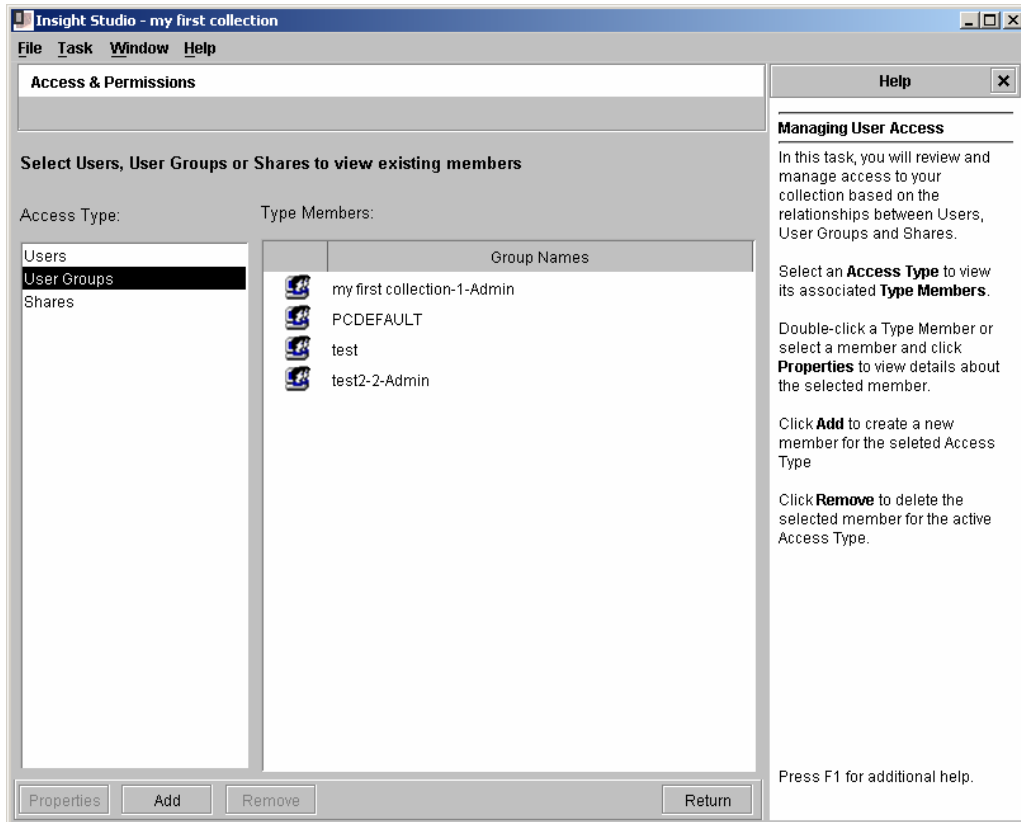 Insight Studio - my first collection
File Task Window Help
Access & Permissions
Select Users, User Groups or Shares to view existing members
Access Type:
Users
User Groups
Shares
Type Members:
Group Names
my first collection-1-Admin
PCDEFAULT
test
test2-2-Admin
Properties
Add
Remove
Return
Help
Managing User Access
In this task, you will review and
manage access to your
collection based on the
relationships between Users,
User Groups and Shares.
Select an Access Type to view
its associated Type Members.
Double-click a Type Member or
select a member and click
Properties to view details about
the selected member.
Click Add to create a new
member for the seleted Access
Type
Click Remove to delete the
selected member for the active
Access Type.
Press F1 for additional help.